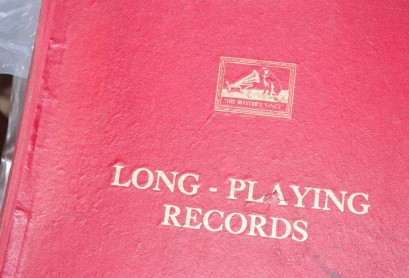 "HIS MASTER'S VOICE"
LONG - PLAYING
RECORDS